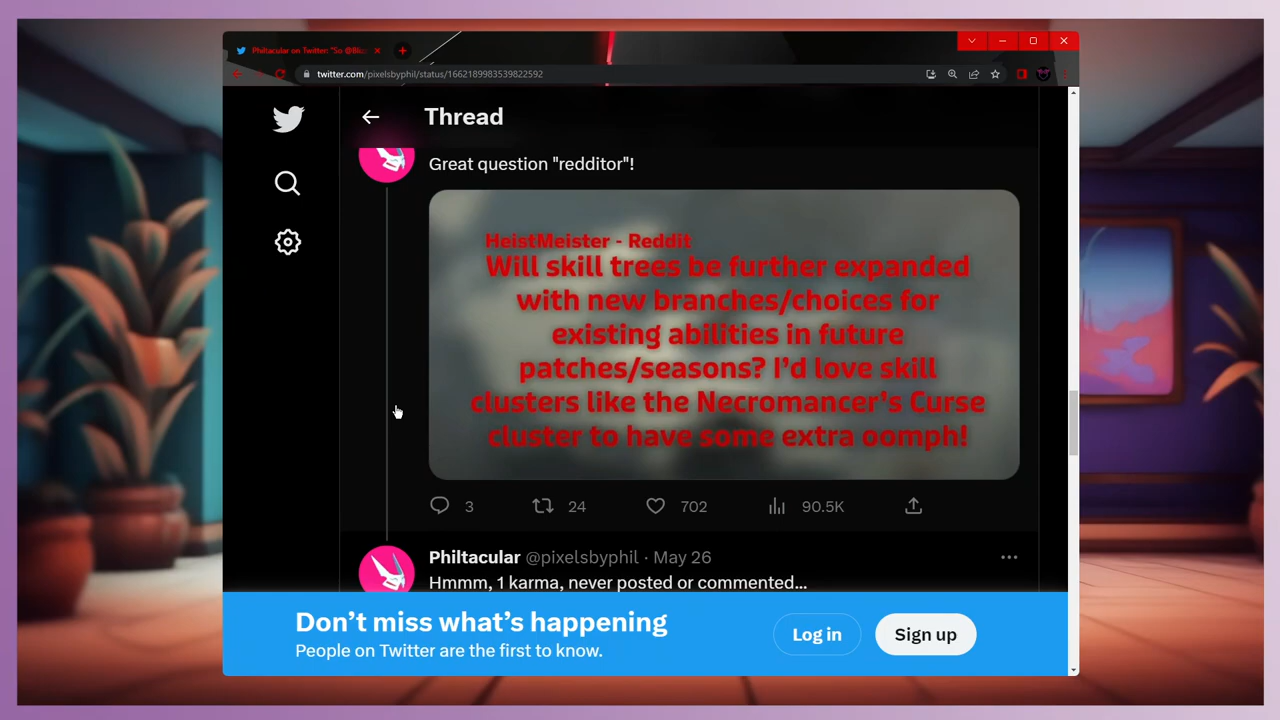 Philtacular on Twitter: "So @Bliz
twitter.com/pixelsbyphil/status/1662189983539822592
Thread
Great question "redditor"!
HeistMeister - Reddit
Will skill trees be further expanded
with new branches/choices for
existing abilities in future
patches/seasons? I’d love skill
clusters like the Necromancer’s Curse
cluster to have some extra oomph!
3 24 702 90.5K
Philtacular @pixelsbyphil · May 26
Hmmm, 1 karma, never posted or commented...
Don’t miss what’s happening
People on Twitter are the first to know.
Log in
Sign up